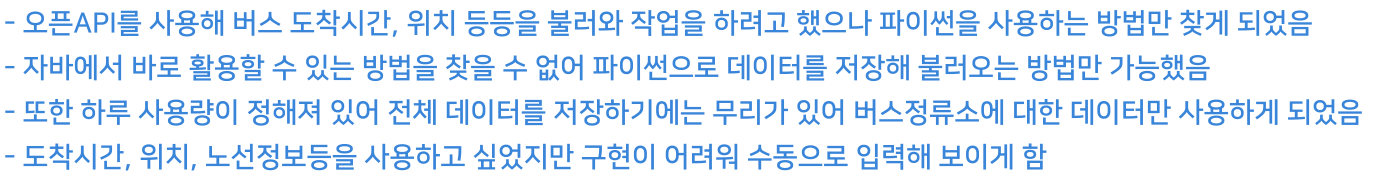 - 오픈API를 사용해 버스 도착시간, 위치 등등을 불러와 작업을 하려고 했으나 파이썬을 사용하는 방법만 찾게 되었음
- 자바에서 바로 활용할 수 있는 방법을 찾을 수 없어 파이썬으로 데이터를 저장해 불러오는 방법만 가능했음
- 또한 하루 사용량이 정해져 있어 전체 데이터를 저장하기에는 무리가 있어 버스정류소에 대한 데이터만 사용하게 되었음
- 도착시간, 위치, 노선정보등을 사용하고 싶었지만 구현이 어려워 수동으로 입력해 보이게 함